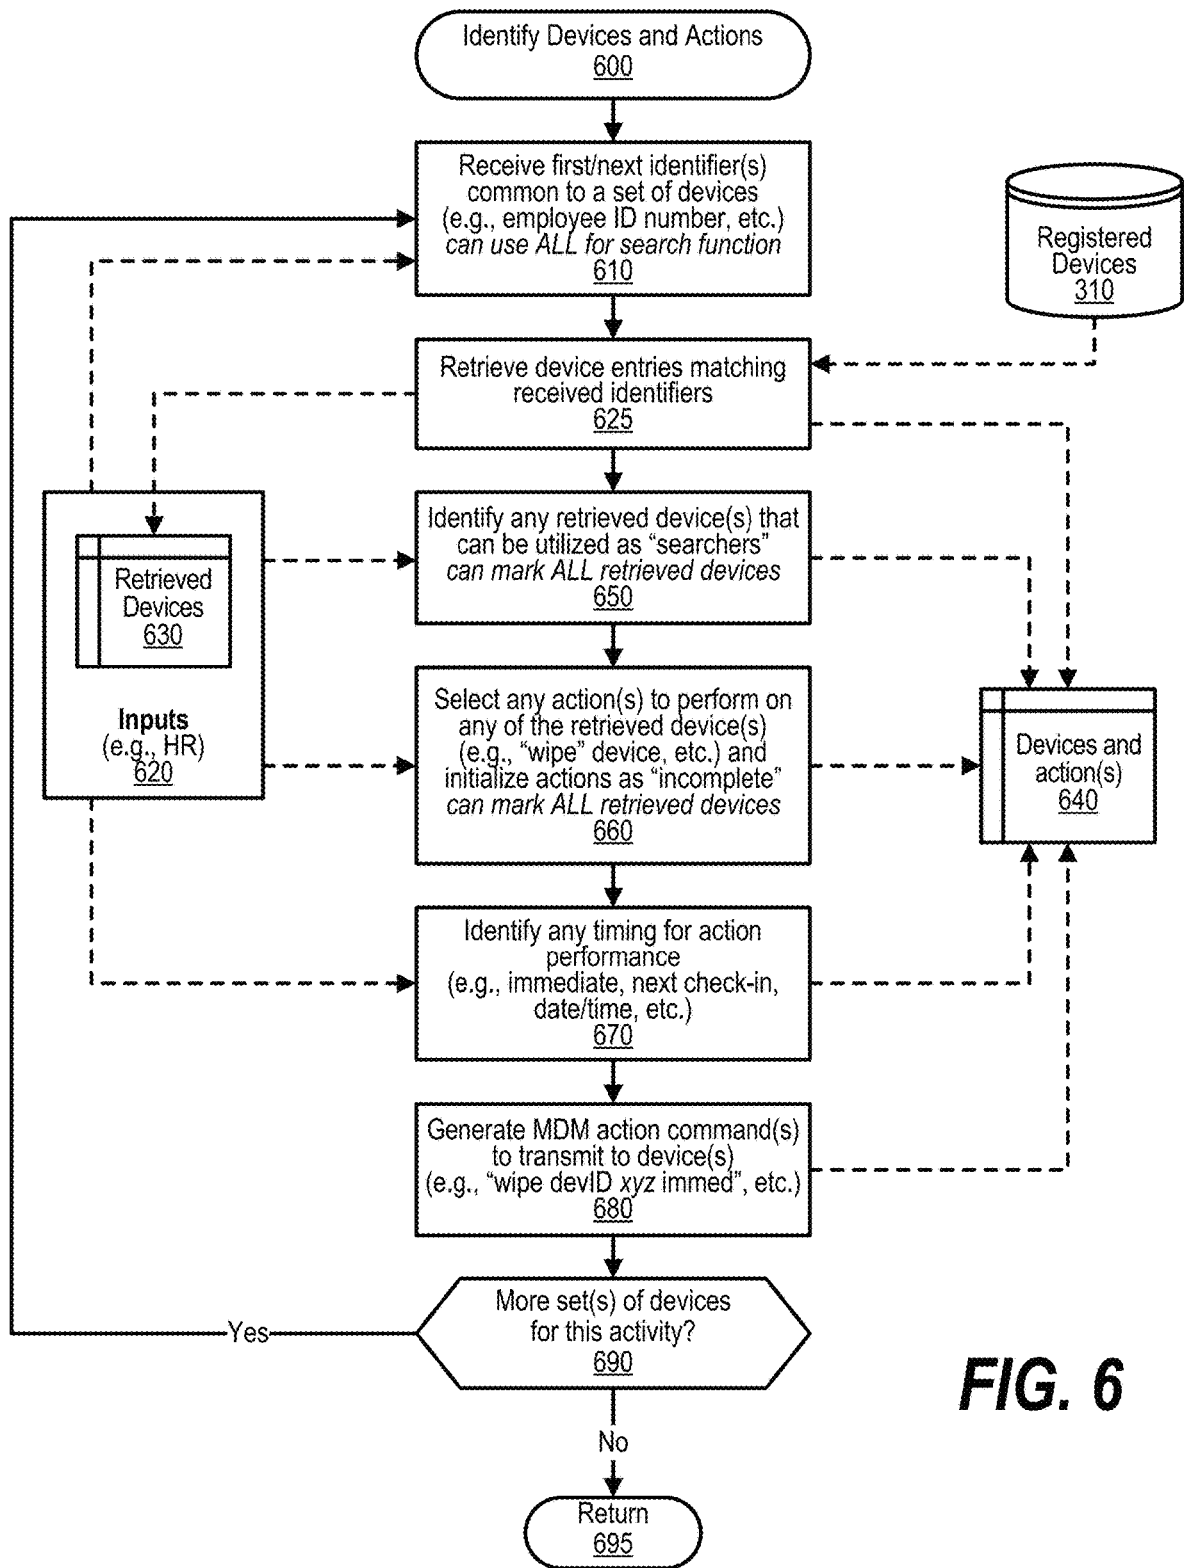 Identify Devices and Actions
600
Receive first/next identifier(s)
common to a set of devices
(e.g., employee ID number, etc.)
can use ALL for search function
610
Registered
Devices
310
Retrieve device entries matching
received identifiers
625
Identify any retrieved device(s) that
can be utilized as “searchers”
can mark ALL retrieved devices
650
Retrieved
Devices
630
Inputs
(e.g., HR)
620
Select any action(s) to perform on
any of the retrieved device(s)
(e.g., “wipe” device, etc.) and
initialize actions as “incomplete”
can mark ALL retrieved devices
660
Devices and
action(s)
640
Identify any timing for action
performance
(e.g., immediate, next check-in,
date/time, etc.)
670
Generate MDM action command(s)
to transmit to device(s)
(e.g., “wipe devID xyz immed”, etc.)
680
More set(s) of devices
for this activity?
690
Yes
No
Return
695
FIG. 6